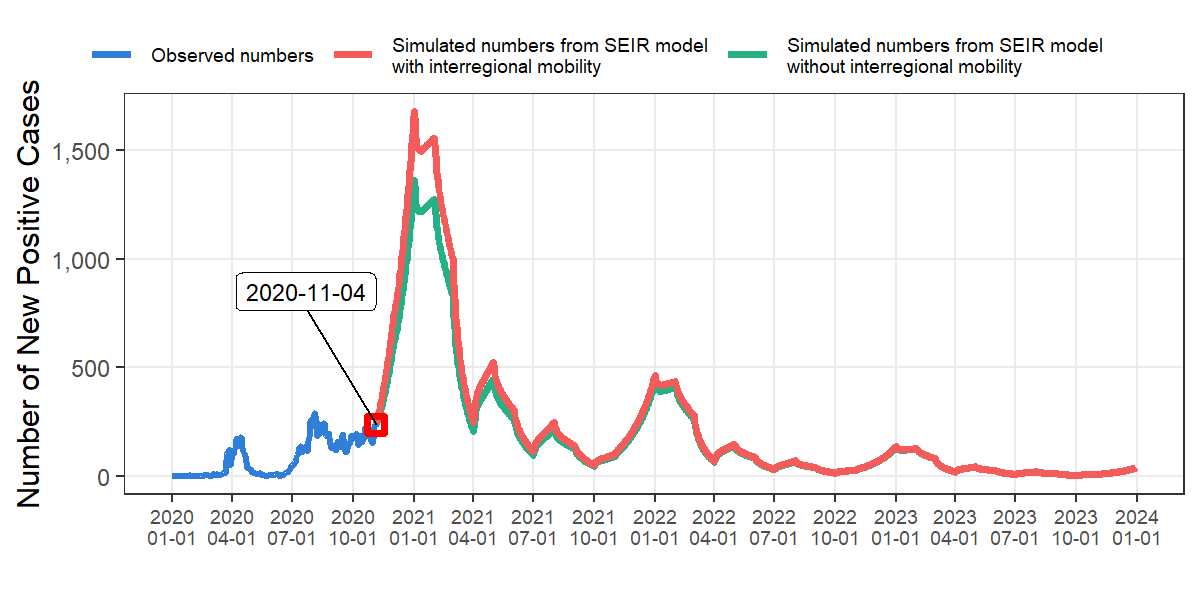 Observed numbers
Simulated numbers from SEIR model
with interregional mobility
Simulated numbers from SEIR model
without interregional mobility
Number of New Positive Cases
1,500
1,000
500
0
2020-11-04
2020 2020 2020 2020 2021 2021 2021 2021 2022 2022 2022 2022 2023 2023 2023 2023 2024
01-01 04-01 07-01 10-01 01-01 04-01 07-01 10-01 01-01 04-01 07-01 10-01 01-01 04-01 07-01 10-01 01-01